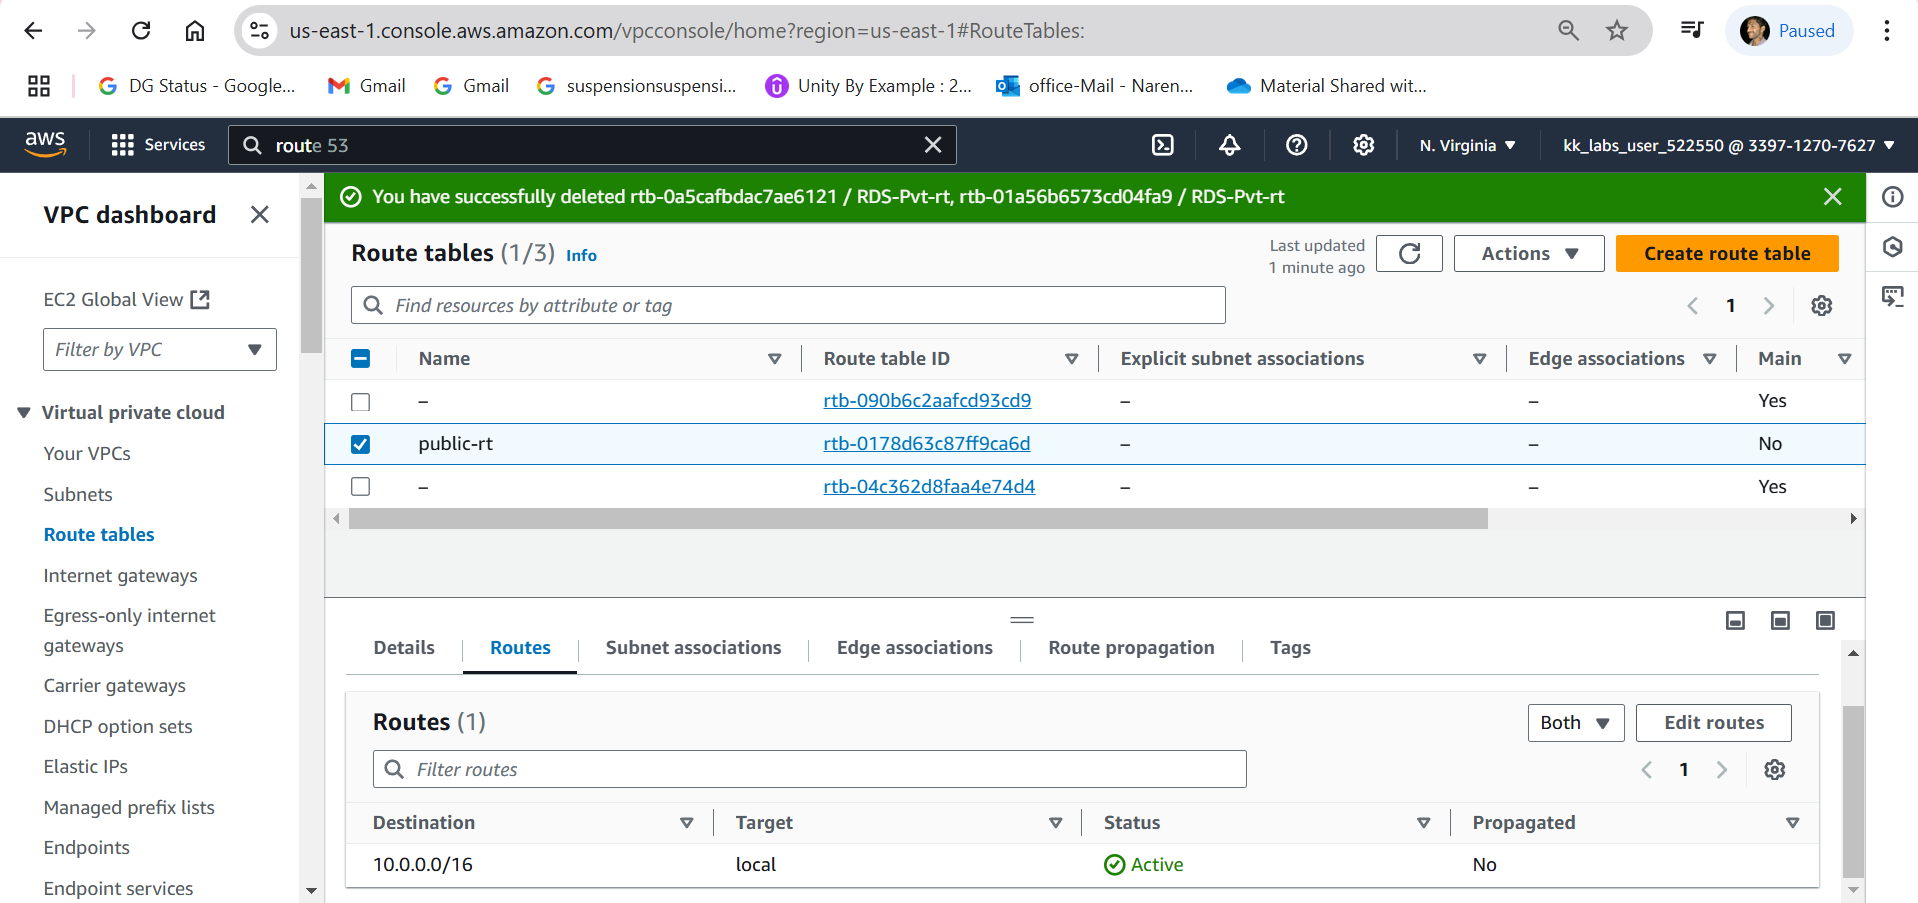 us-east-1.console.aws.amazon.com/vpcconsole/home?region=us-east-1#RouteTables:
Paused
DG Status - Google...
Gmail
Gmail
suspensionsuspensi...
Unity By Example : 2...
office-Mail - Naren...
Material Shared wit...
aws
Services
route 53
N. Virginia
kk_labs_user_522550 @ 3397-1270-7627
VPC dashboard
EC2 Global View
Filter by VPC
Virtual private cloud
Your VPCs
Subnets
Route tables
Internet gateways
Egress-only internet
gateways
Carrier gateways
DHCP option sets
Elastic IPs
Managed prefix lists
Endpoints
Endpoint services
You have successfully deleted rtb-0a5cafbdac7ae6121 / RDS-Pvt-rt, rtb-01a56b6573cd04fa9 / RDS-Pvt-rt
Route tables (1/3) Info
Last updated
1 minute ago
Actions
Create route table
Find resources by attribute or tag
1
Name Route table ID Explicit subnet associations Edge associations Main
– rtb-090b6c2aafcd93cd9 – – Yes
public-rt rtb-0178d63c87ff9ca6d – – No
– rtb-04c362d8faa4e74d4 – – Yes
Details Routes Subnet associations Edge associations Route propagation Tags
Routes (1)
Both
Edit routes
Filter routes
1
Destination Target Status Propagated
10.0.0.0/16 local Active No